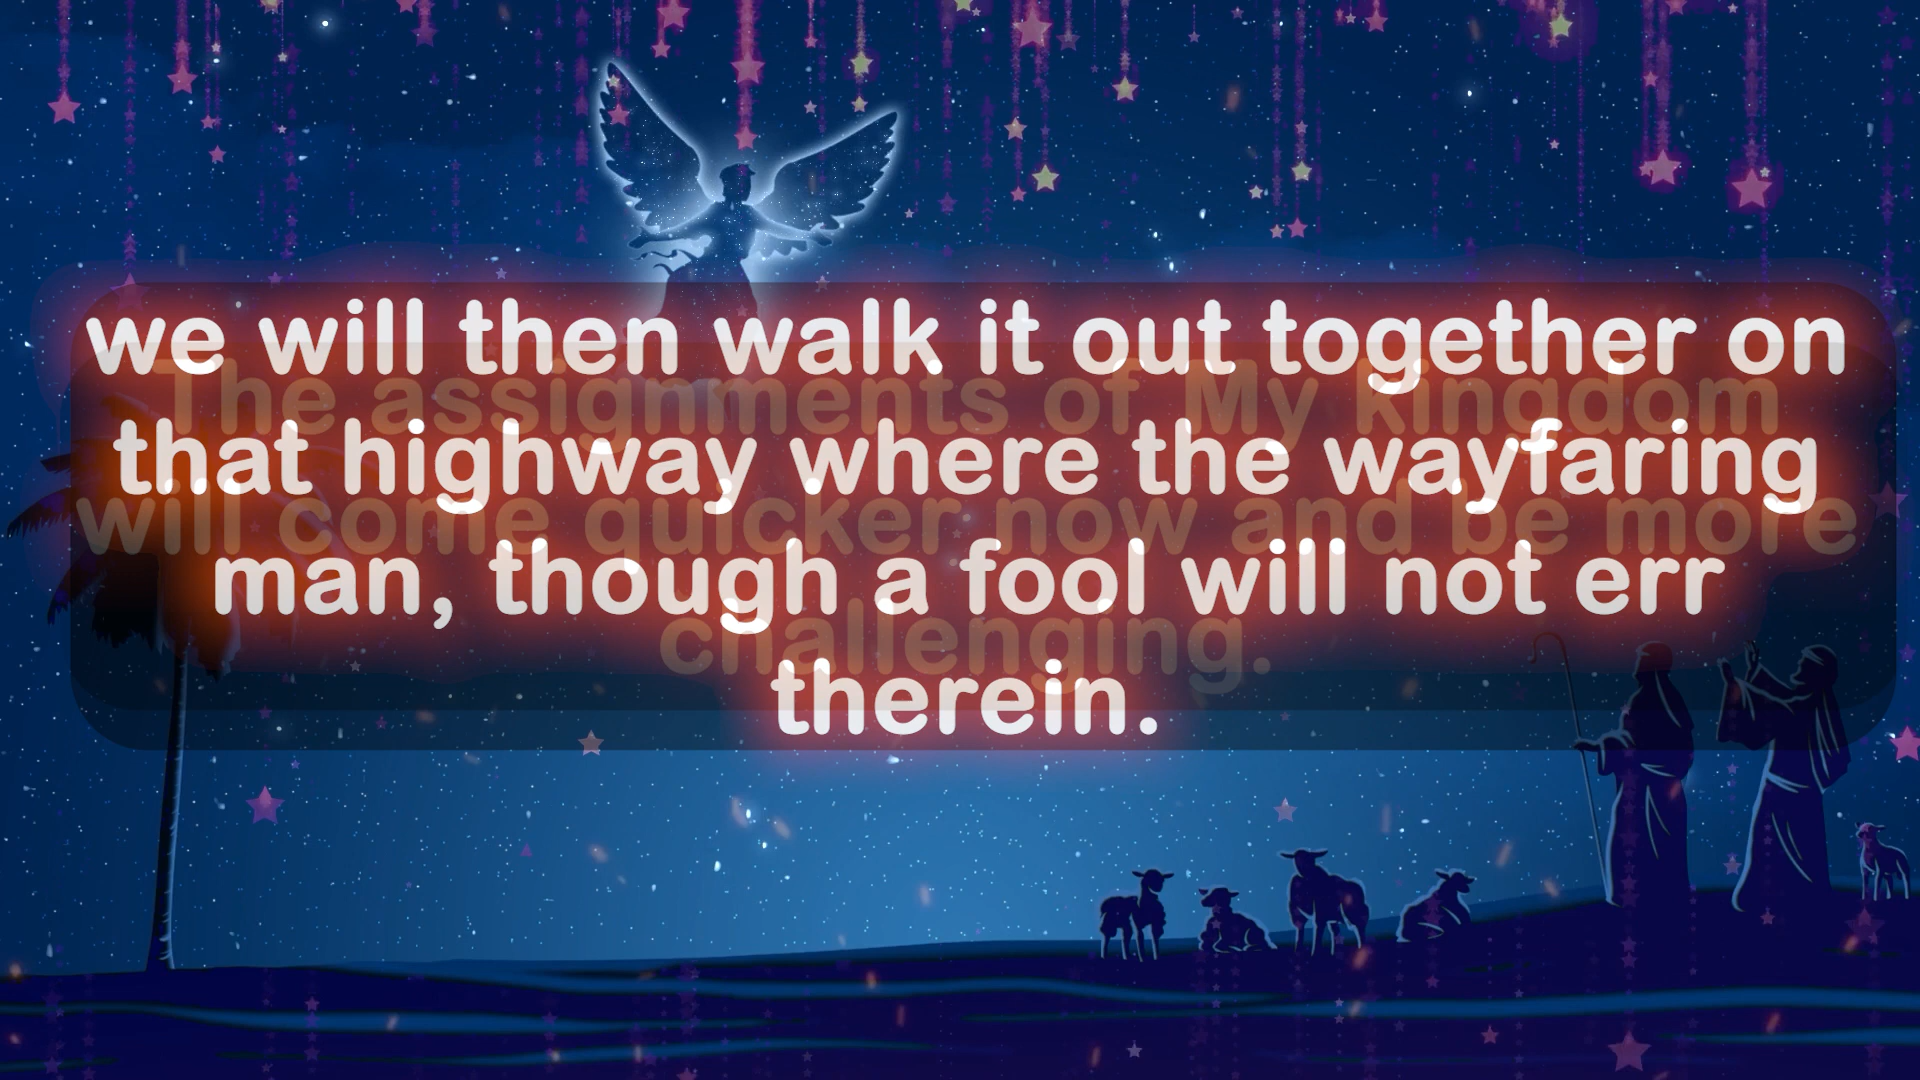 we will then walk it out together on
that highway where the wayfaring
man, though a fool will not err
therein.
The assignments of My Kingdom
will come quicker now and be more
challenging.